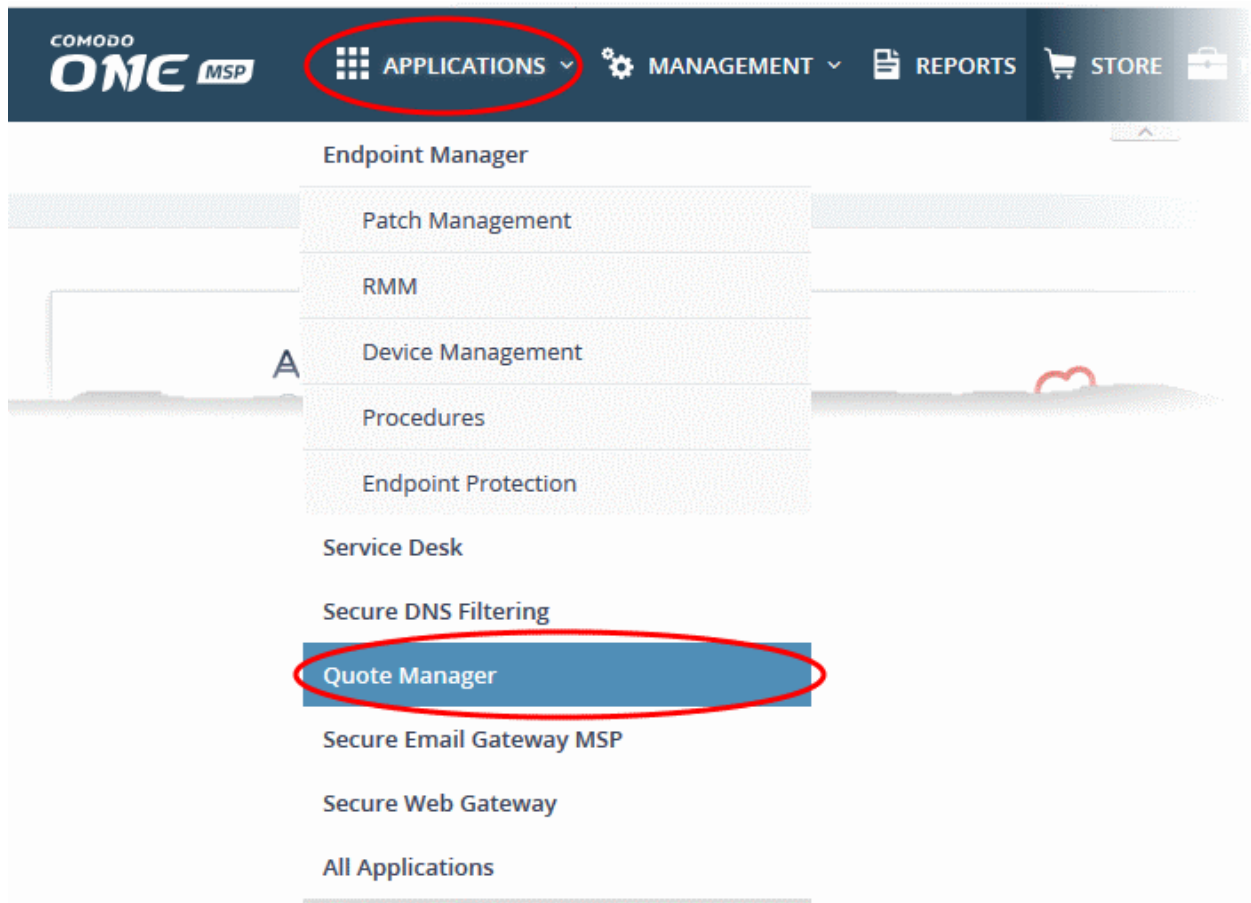 COMODO
ONE MSP
APPLICATIONS MANAGEMENT REPORTS STORE
Endpoint Manager
Patch Management
RMM
Device Management
Procedures
Endpoint Protection
Service Desk
Secure DNS Filtering
Quote Manager
Secure Email Gateway MSP
Secure Web Gateway
All Applications